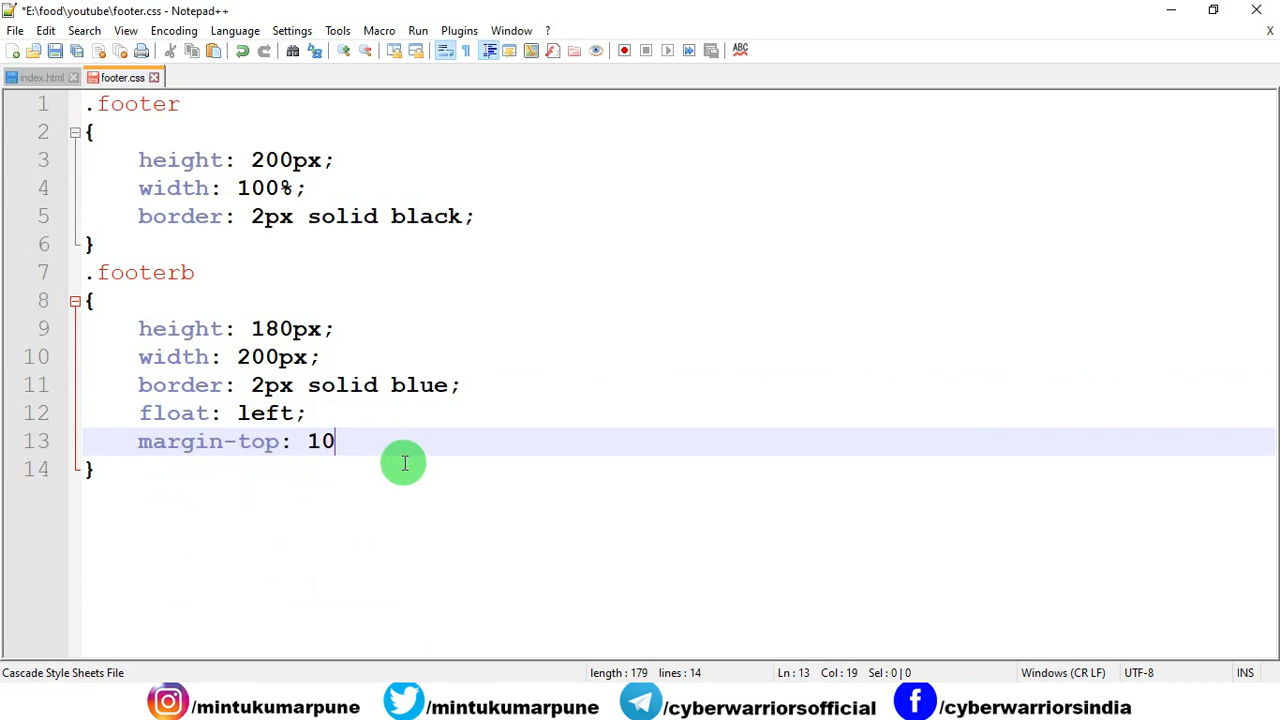 *E:\food\youtube\footer.css - Notepad++
File Edit Search View Encoding Language Settings Tools Macro Run Plugins Window ? X
index.html footer.css
1 .footer
2 {
3 height: 200px;
4 width: 100%;
5 border: 2px solid black;
6 }
7 .footerb
8 {
9 height: 180px;
10 width: 200px;
11 border: 2px solid blue;
12 float: left;
13 margin-top: 10
14 }
Cascade Style Sheets File length : 179 lines : 14 Ln : 13 Col : 19 Sel : 0 | 0 Windows (CR LF) UTF-8 INS
/mintukumarpune /mintukumarpune /cyberwarriorsofficial /cyberwarriorsindia